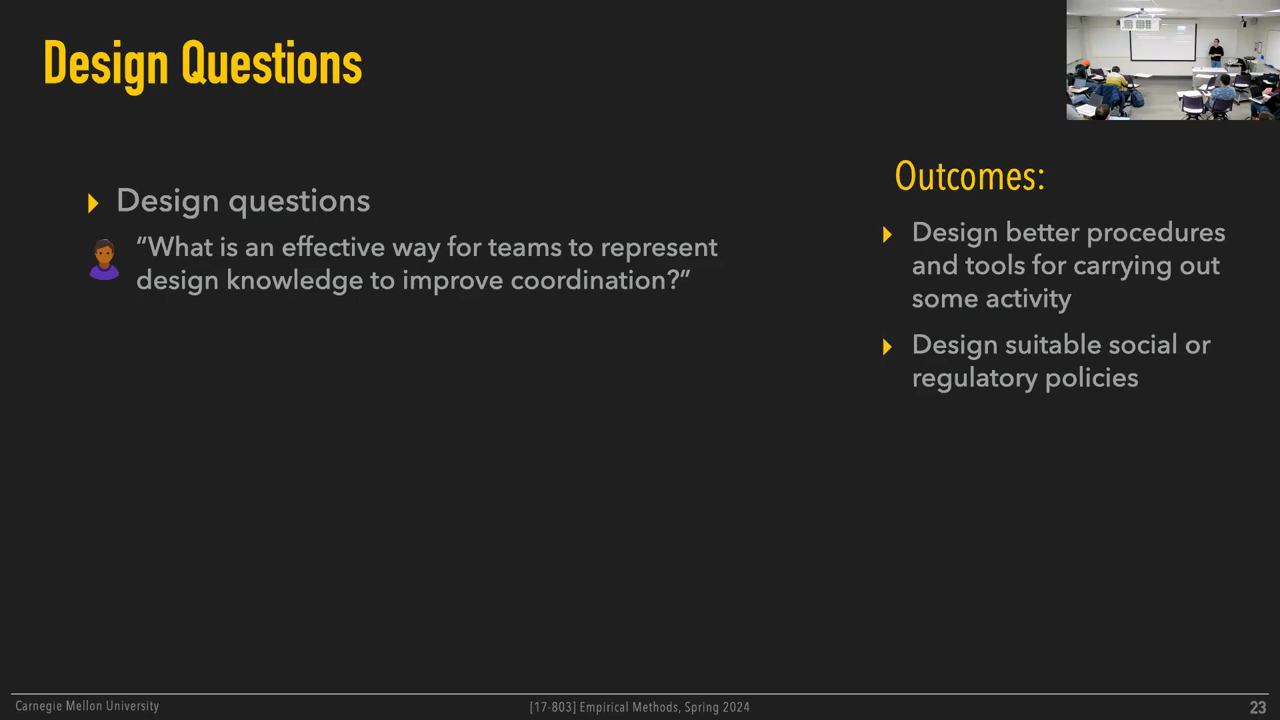 Design Questions
Design questions
“What is an effective way for teams to represent
design knowledge to improve coordination?”
Outcomes:
Design better procedures
and tools for carrying out
some activity
Design suitable social or
regulatory policies
Carnegie Mellon University
[17-803] Empirical Methods, Spring 2024
23